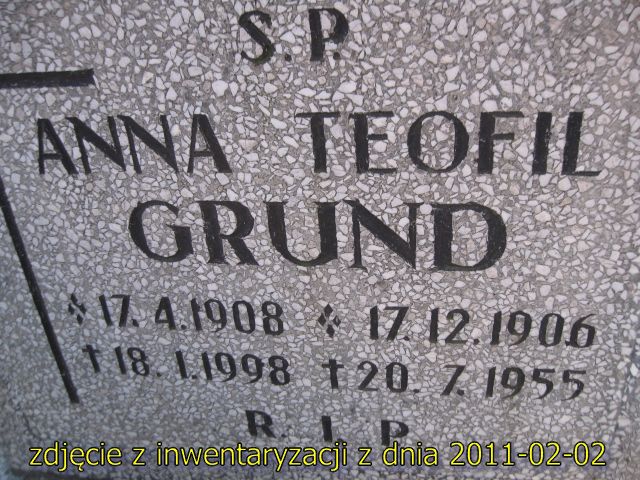 S.P.
ANNA TEOFIL
GRUND
17.4.1908 17.12.1906
†18.1.1998 †20.7.1955
R I P
zdjęcie z inwentaryzacji z dnia 2011-02-02